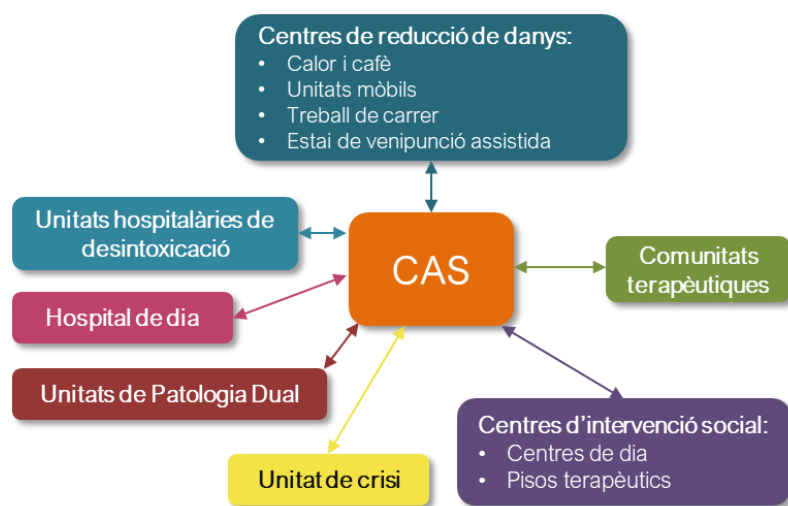 Centres de reducció de danys:
• Calor i cafè
• Unitats mòbils
• Treball de carrer
• Estai de venipunció assistida
Unitats hospitalàries de
desintoxicació
CAS
Comunitats
terapèutiques
Hospital de dia
Unitats de Patologia Dual
Centres d'intervenció social:
• Centres de dia
• Pisos terapèutics
Unitat de crisi